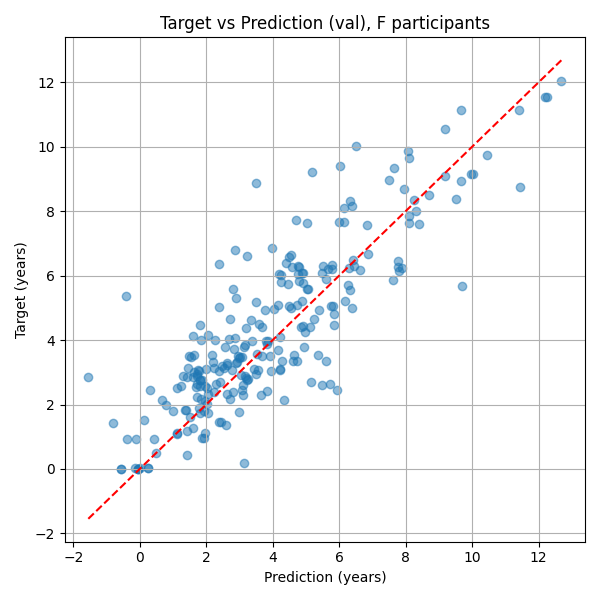 Target vs Prediction (val), F participants
Target (years)
12
10
8
6
4
2
0
−2
−2 0 2 4 6 8 10 12
Prediction (years)